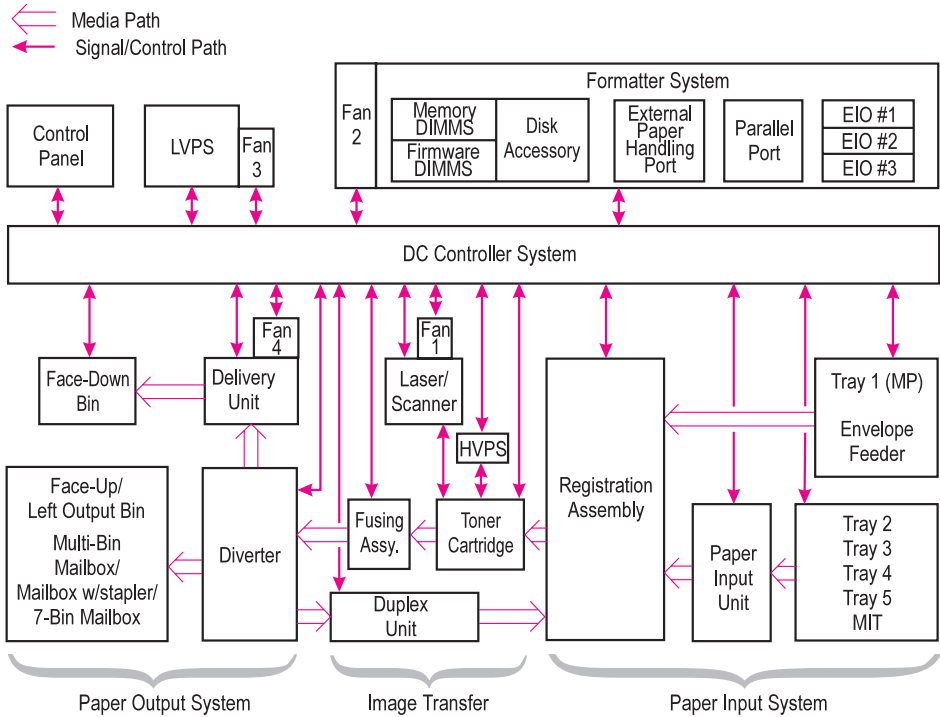 Media Path
Signal/Control Path
Control
Panel
LVPS
Fan
3
Fan
2
Formatter System
Memory
DIMMS
Firmware
DIMMS
Disk
Accessory
External
Paper
Handling
Port
Parallel
Port
EIO #1
EIO #2
EIO #3
DC Controller System
Face-Down
Bin
Delivery
Unit
Fan
4
Laser/
Scanner
Fan
1
HVPS
Registration
Assembly
Tray 1 (MP)
Envelope
Feeder
Face-Up/
Left Output Bin
Multi-Bin
Mailbox/
Mailbox w/stapler/
7-Bin Mailbox
Diverter
Fusing
Assy.
Toner
Cartridge
Duplex
Unit
Paper
Input
Unit
Tray 2
Tray 3
Tray 4
Tray 5
MIT
Paper Output System
Image Transfer
Paper Input System